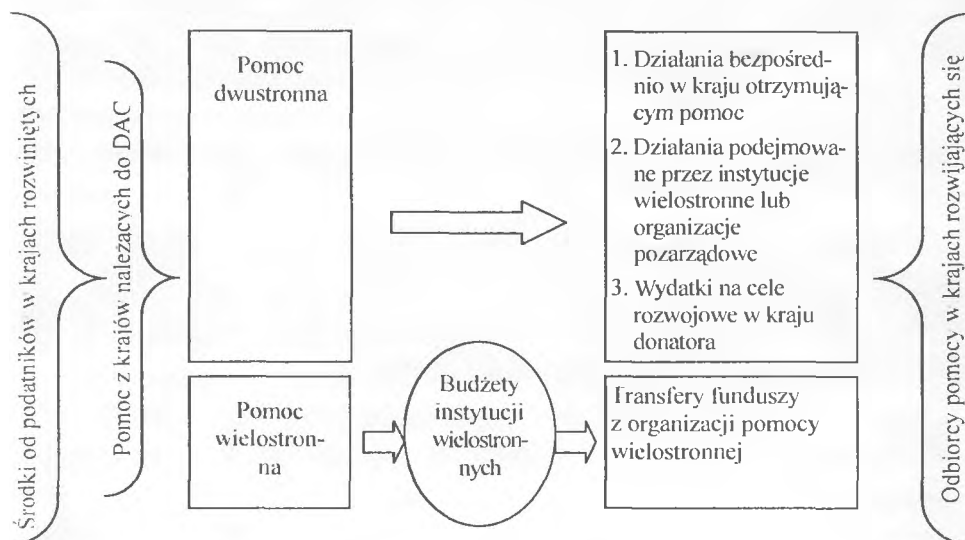 Środki od podatników w krajach rozwiniętych
Pomoc z krajów należacych do DAC
Pomoc
dwustronna
1. Działania bezpośred-
nio w kraju otrzymują-
cym pomoc
2. Działania podejmowa-
ne przez instytucje
wielostronne lub
organizacje
pozarządowe
3. Wydatki na cele
rozwojowe w kraju
donatora
Pomoc
wielostron-
na
Budżety
instytucji
wielostron-
nych
Transfery funduszy
z organizacji pomocy
wielostronnej
Odbiorcy pomocy w krajach rozwijających się